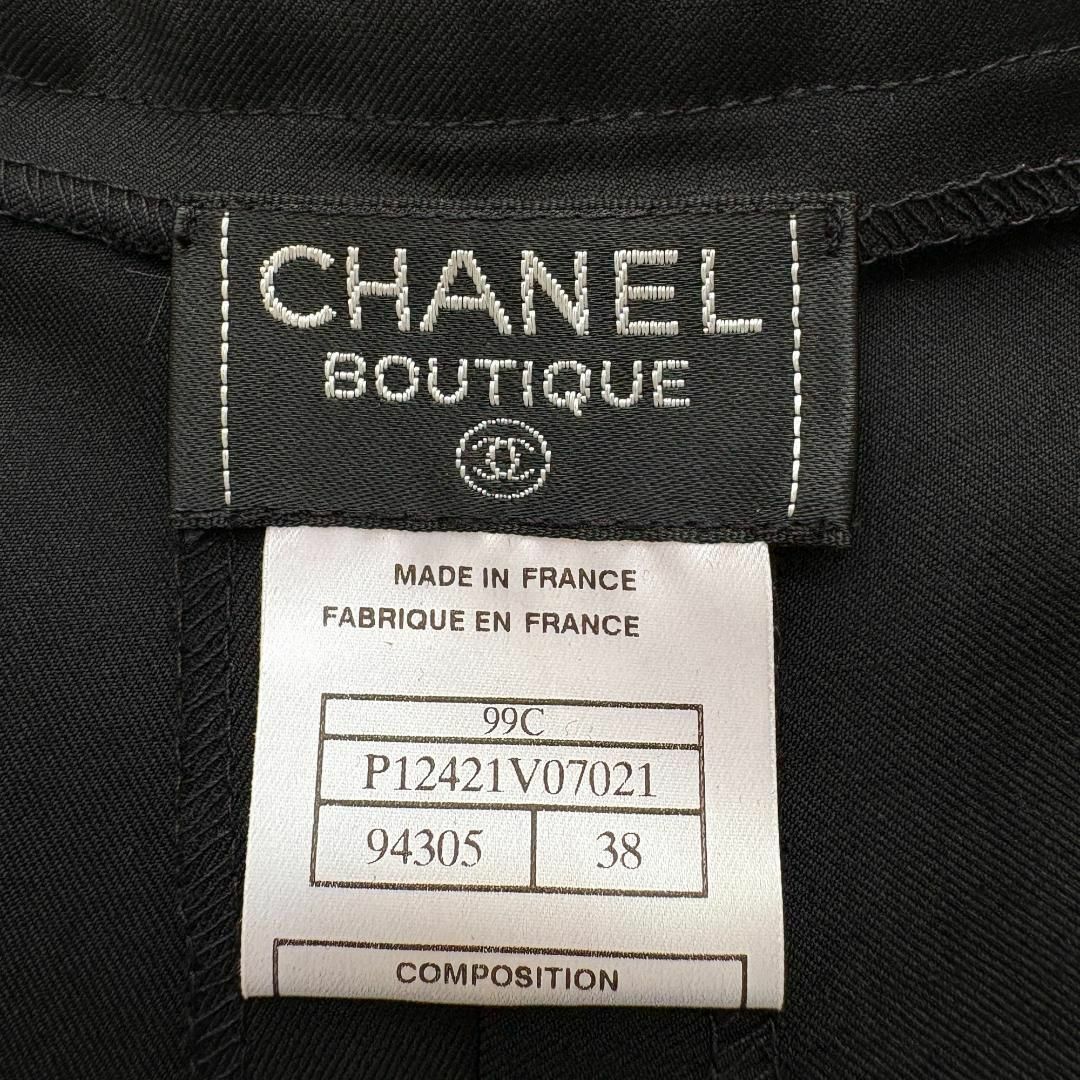 CHANEL
BOUTIQUE
MADE IN FRANCE
FABRIQUE EN FRANCE
99C
P12421V07021
94305 38
COMPOSITION